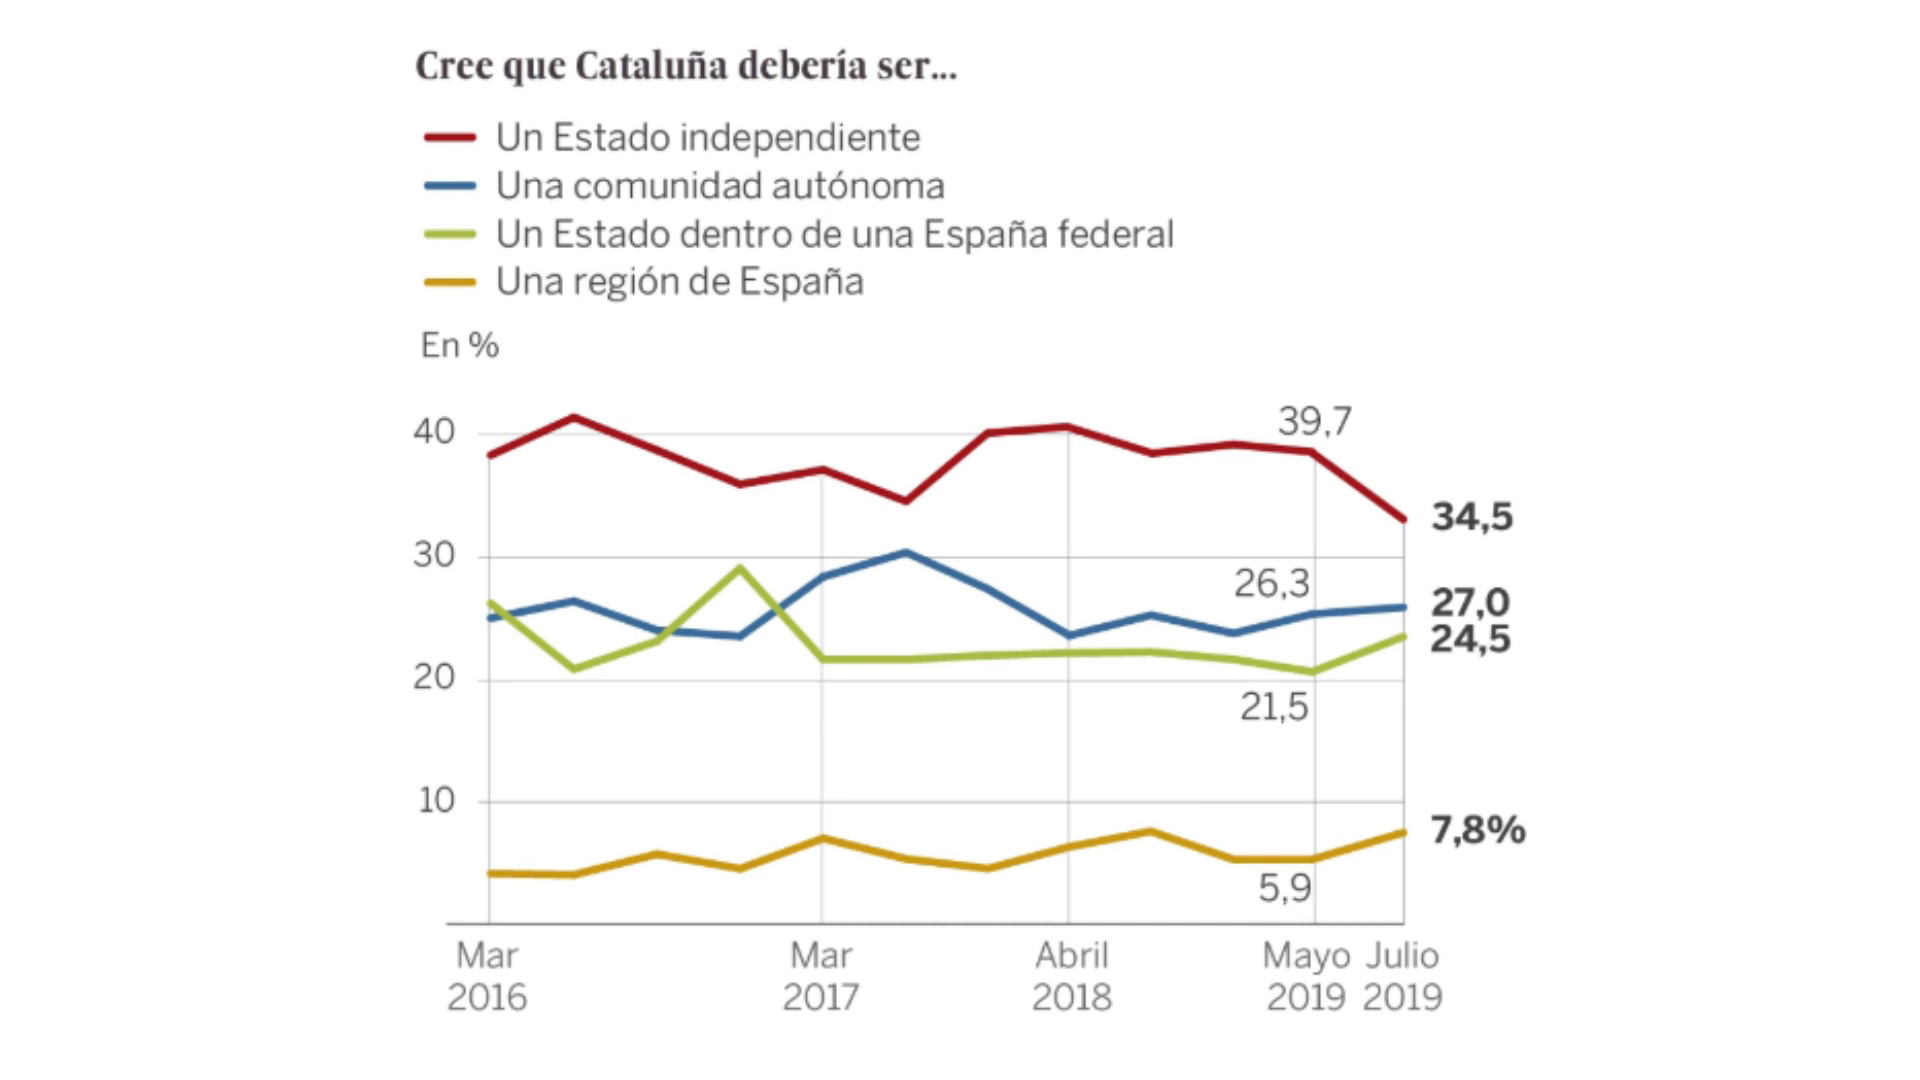 Cree que Cataluña debería ser...
Un Estado independiente
Una comunidad autónoma
Un Estado dentro de una España federal
Una región de España
En %
40
39,7
34,5
30
26,3
27,0
24,5
20
21,5
10
7,8%
5,9
Mar Mar Abril Mayo Julio
2016 2017 2018 2019 2019